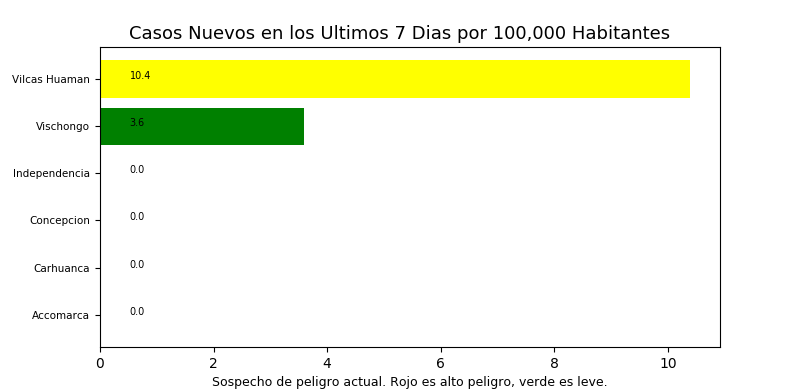 Casos Nuevos en los Ultimos 7 Dias por 100,000 Habitantes
Vilcas Huaman 10.4
Vischongo 3.6
Independencia 0.0
Concepcion 0.0
Carhuanca 0.0
Accomarca 0.0
0 2 4 6 8 10
Sospecho de peligro actual. Rojo es alto peligro, verde es leve.